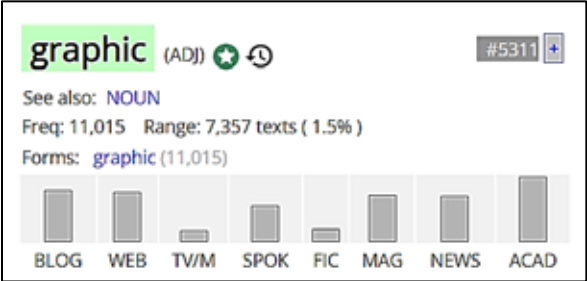 graphic (ADJ) #5311 +
See also: NOUN
Freq: 11,015 Range: 7,357 texts ( 1.5% )
Forms: graphic (11,015)
BLOG WEB TV/M SPOK FIC MAG NEWS ACAD